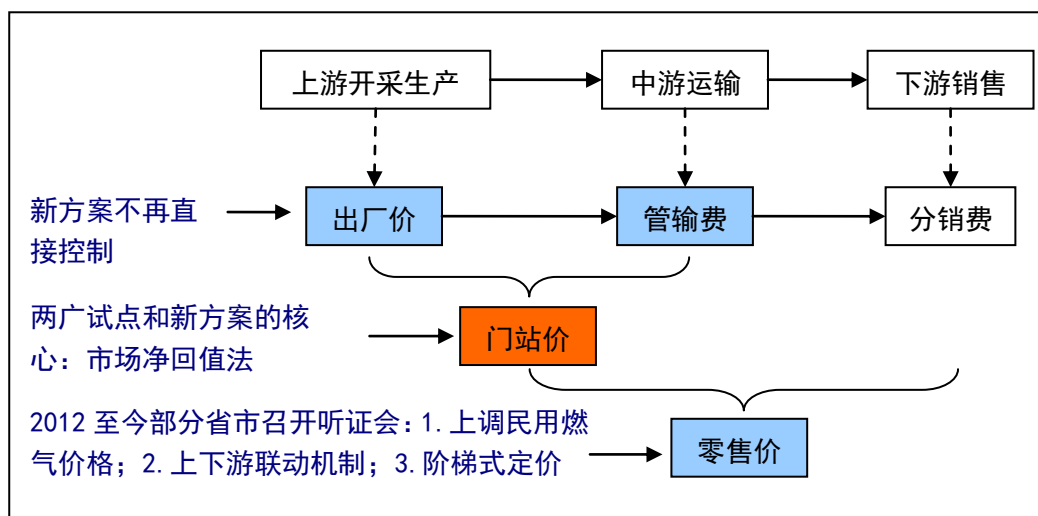 上游开采生产
中游运输
下游销售
新方案不再直
接控制
出厂价
管输费
分销费
两广试点和新方案的核
心：市场净回值法
门站价
2012 至今部分省市召开听证会：1.上调民用燃
气价格；2.上下游联动机制；3.阶梯式定价
零售价